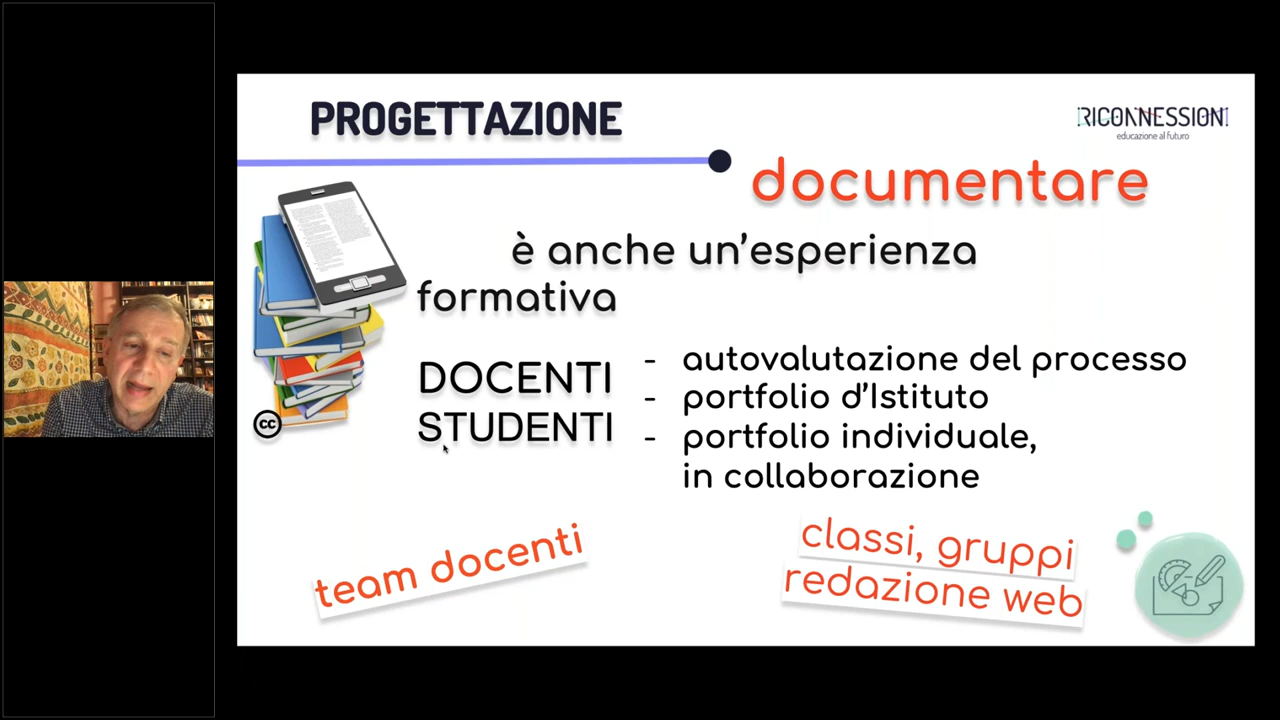 PROGETTAZIONE
RICONNESSIONI
educazione al futuro
documentare
è anche un'esperienza
formativa
DOCENTI
STUDENTI
- autovalutazione del processo
- portfolio d'Istituto
- portfolio individuale,
in collaborazione
cc
team docenti
classi, gruppi
redazione web